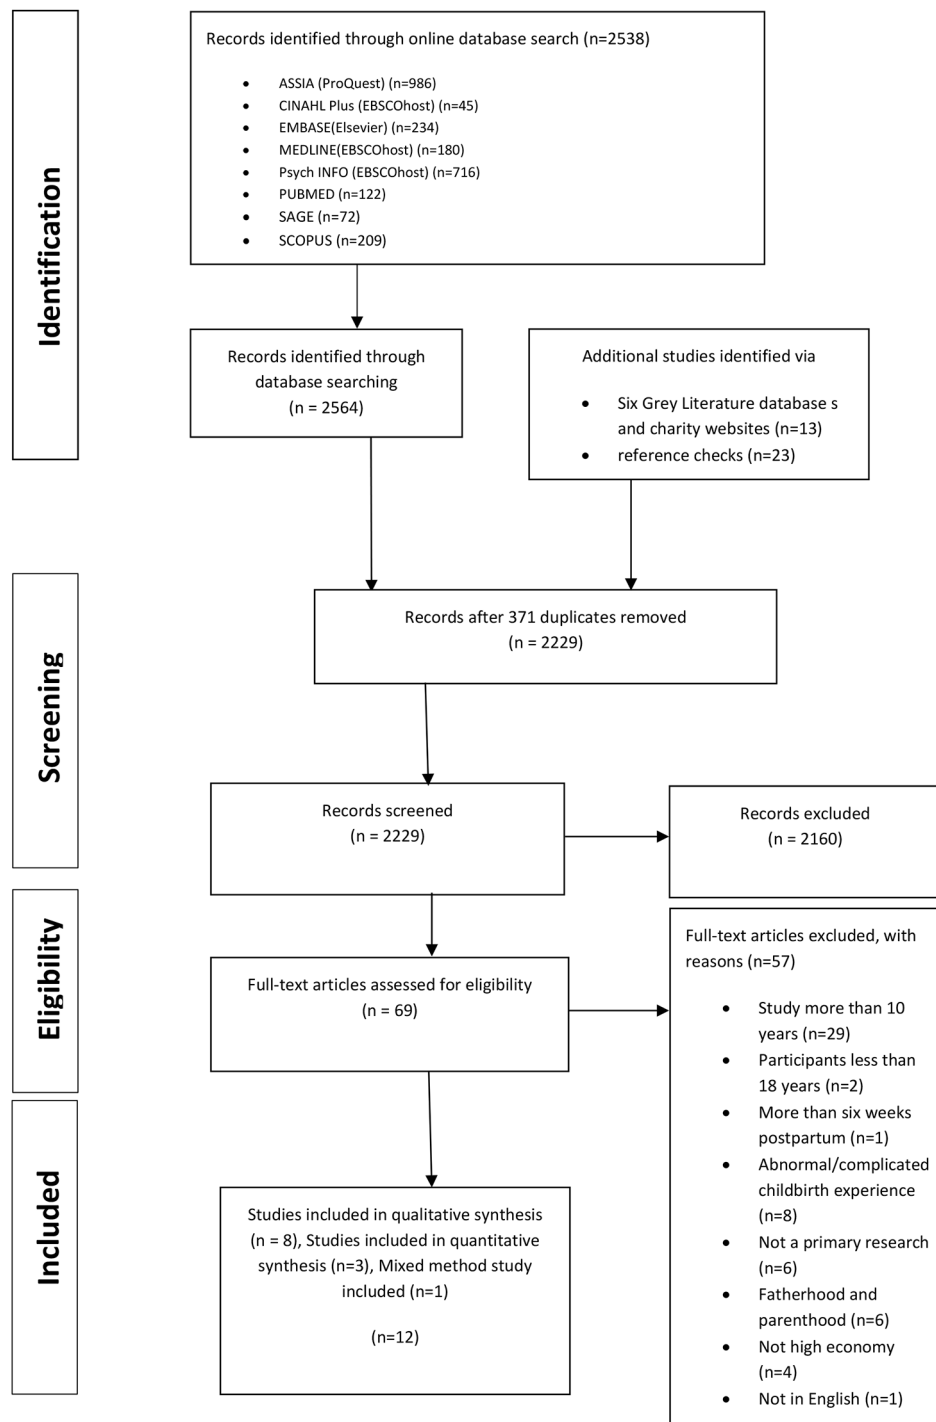 Identification
Records identified through online database search (n=2538)
• ASSIA (ProQuest) (n=986)
• CINAHL Plus (EBSCOhost) (n=45)
• EMBASE(Elsevier) (n=234)
• MEDLINE(EBSCOhost) (n=180)
• Psych INFO (EBSCOhost) (n=716)
• PUBMED (n=122)
• SAGE (n=72)
• SCOPUS (n=209)
Records identified through
database searching
(n = 2564)
Additional studies identified via
• Six Grey Literature database s
and charity websites (n=13)
• reference checks (n=23)
Screening
Records after 371 duplicates removed
(n = 2229)
Records screened
(n = 2229)
Records excluded
(n = 2160)
Eligibility
Full-text articles assessed for eligibility
(n = 69)
Full-text articles excluded, with
reasons (n=57)
• Study more than 10
years (n=29)
• Participants less than
18 years (n=2)
• More than six weeks
postpartum (n=1)
• Abnormal/complicated
childbirth experience
(n=8)
• Not a primary research
(n=6)
• Fatherhood and
parenthood (n=6)
• Not high economy
(n=4)
• Not in English (n=1)
Included
Studies included in qualitative synthesis
(n = 8), Studies included in quantitative
synthesis (n=3), Mixed method study
included (n=1)
(n=12)